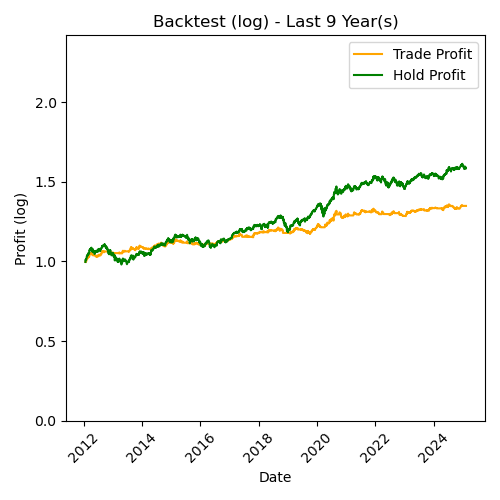 Backtest (log) - Last 9 Year(s)
Trade Profit
Hold Profit
Profit (log)
2.0
1.5
1.0
0.5
0.0
2012
2014
2016
2018
2020
2022
2024
Date